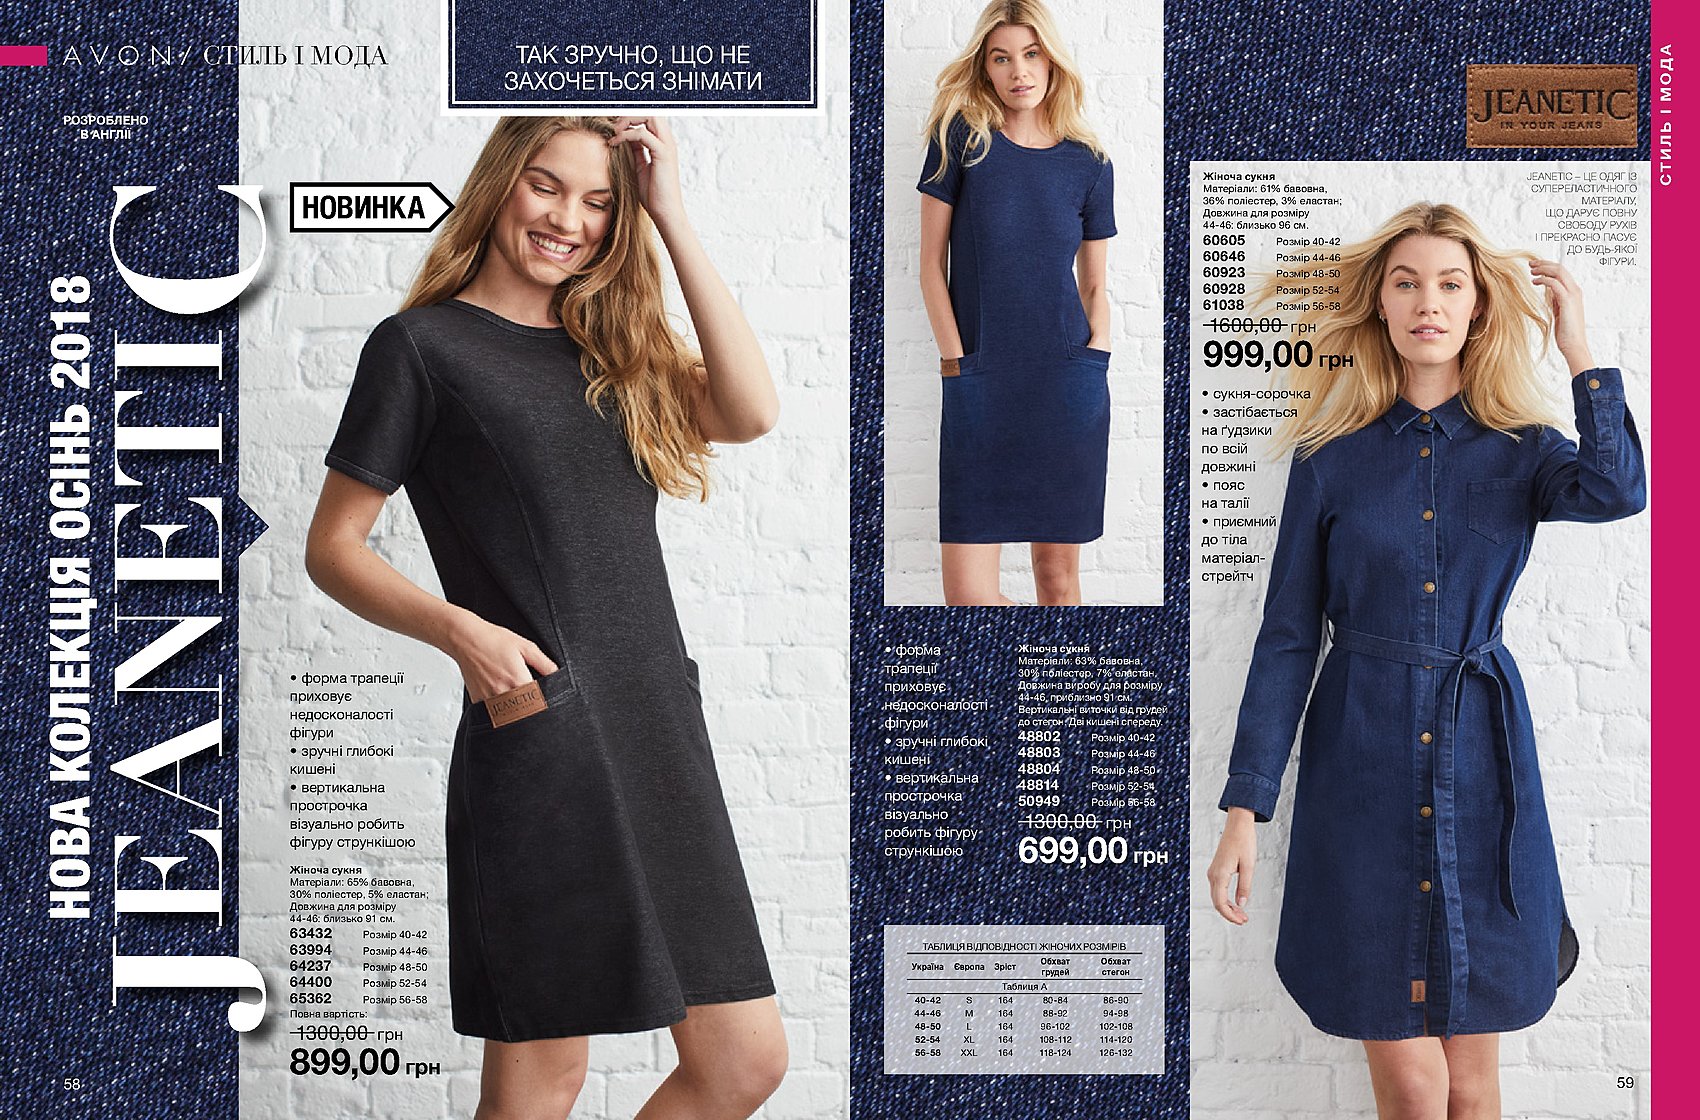 AVON / СТИЛЬ І МОДА
РОЗРОБЛЕНО
В АНГЛІЇ
НОВА КОЛЕКЦІЯ ОСІНЬ 2018
JEANETIC
ТАК ЗРУЧНО, ЩО НЕ
ЗАХОЧЕТЬСЯ ЗНІМАТИ
НОВИНКА
• форма трапеції
приховує
недосконалості
фігури
• зручні глибокі
кишені
• вертикальна
прострочка
візуально робить
фігуру стрункішою
Жіноча сукня
Матеріали: 65% бавовна,
30% поліестер, 5% еластан;
Довжина для розміру
44-46: близько 91 см.
63432 Розмір 40-42
63994 Розмір 44-46
64237 Розмір 48-50
64400 Розмір 52-54
65362 Розмір 56-58
Повна вартість:
1300,00 грн
899,00 грн
JEANETIC
58
• форма
трапеції
приховує
недосконалості
фігури
• зручні глибокі
кишені
• вертикальна
прострочка
візуально
робить фігуру
стрункішою
Жіноча сукня
Матеріали: 63% бавовна,
30% поліестер, 7% еластан.
Довжина виробу для розміру
44-46, приблизно 91 см.
Вертикальні виточки від грудей
до стегон. Дві кишені спереду.
48802 Розмір 40-42
48803 Розмір 44-46
48804 Розмір 48-50
48814 Розмір 52-54
50949 Розмір 56-58
1300,00 грн
699,00 грн
ТАБЛИЦЯ ВІДПОВІДНОСТІ ЖІНОЧИХ РОЗМІРІВ
Україна Європа Зріст Обхват грудей Обхват стегон
Таблиця А
40-42 S 164 80-84 86-90
44-46 M 164 88-92 94-98
48-50 L 164 96-102 102-108
52-54 XL 164 108-112 114-120
56-58 XXL 164 118-124 126-132
JEANETIC
IN YOUR JEANS
СТИЛЬ І МОДА
JEANETIC – ЦЕ ОДЯГ ІЗ
СУПЕРЕЛАСТИЧНОГО
МАТЕРІАЛУ,
ЩО ДАРУЄ ПОВНУ
СВОБОДУ РУХІВ
І ПРЕКРАСНО ПАСУЄ
ДО БУДЬ-ЯКОЇ
ФІГУРИ.
Жіноча сукня
Матеріали: 61% бавовна,
36% поліестер, 3% еластан;
Довжина для розміру
44-46: близько 96 см.
60605 Розмір 40-42
60646 Розмір 44-46
60923 Розмір 48-50
60928 Розмір 52-54
61038 Розмір 56-58
1600,00 грн
999,00 грн
• сукня-сорочка
• застібається
на ґудзики
по всій
довжині
• пояс
на талії
• приємний
до тіла
матеріал-
стрейтч
59